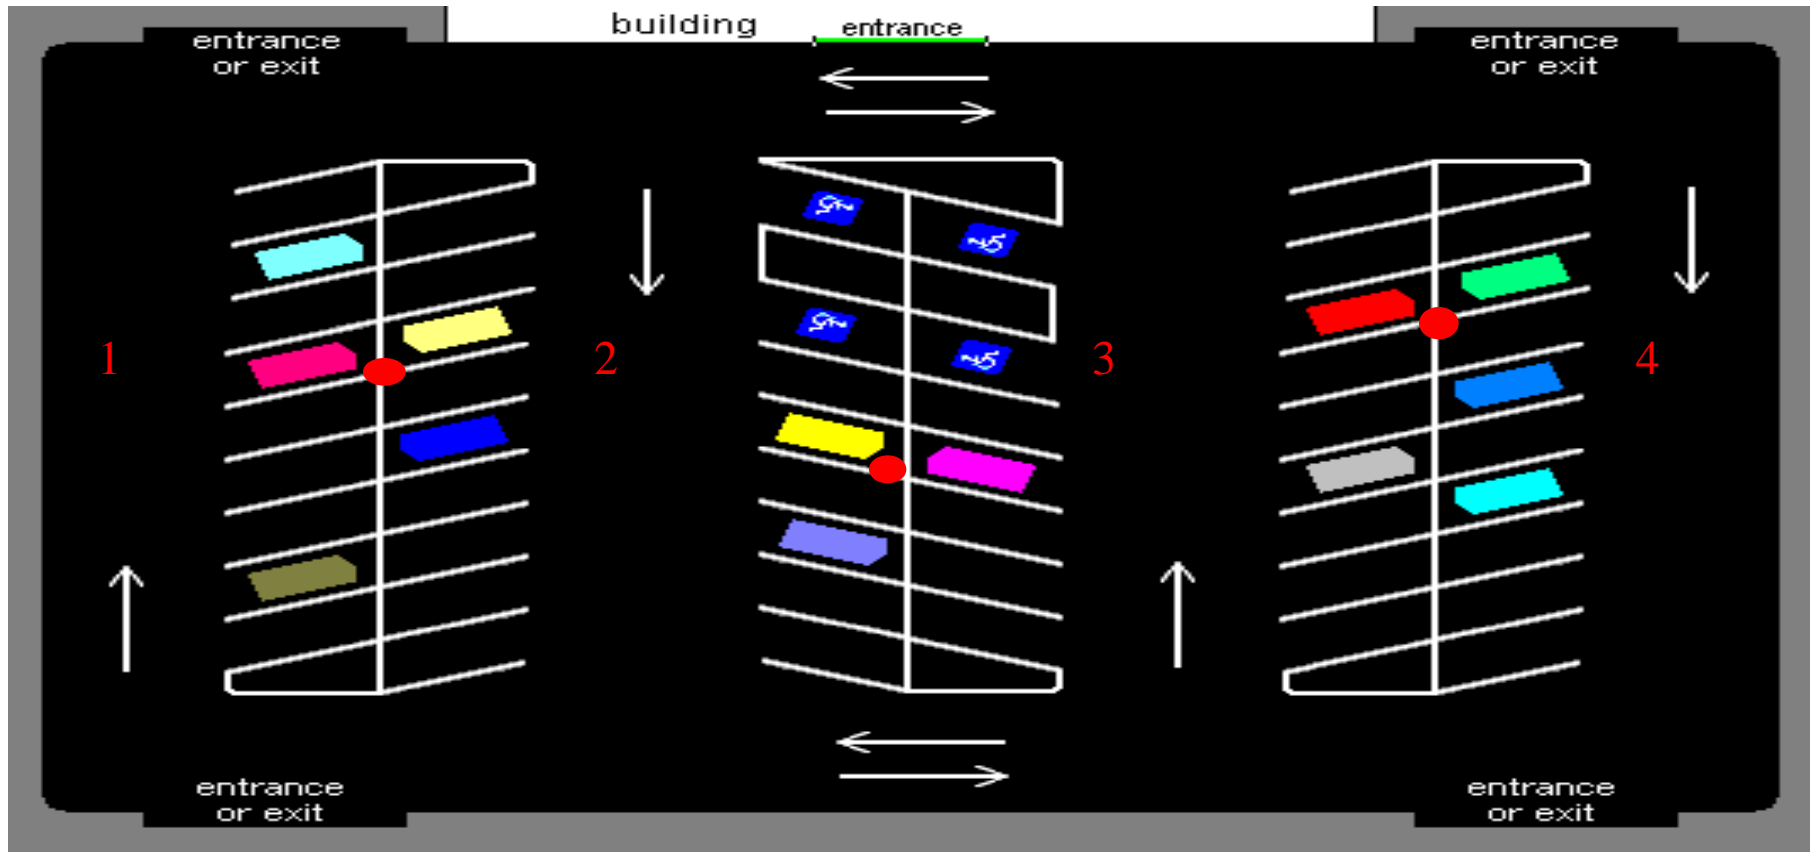 building
entrance
entrance
or exit
entrance
or exit
1
2
3
4
entrance
or exit
entrance
or exit